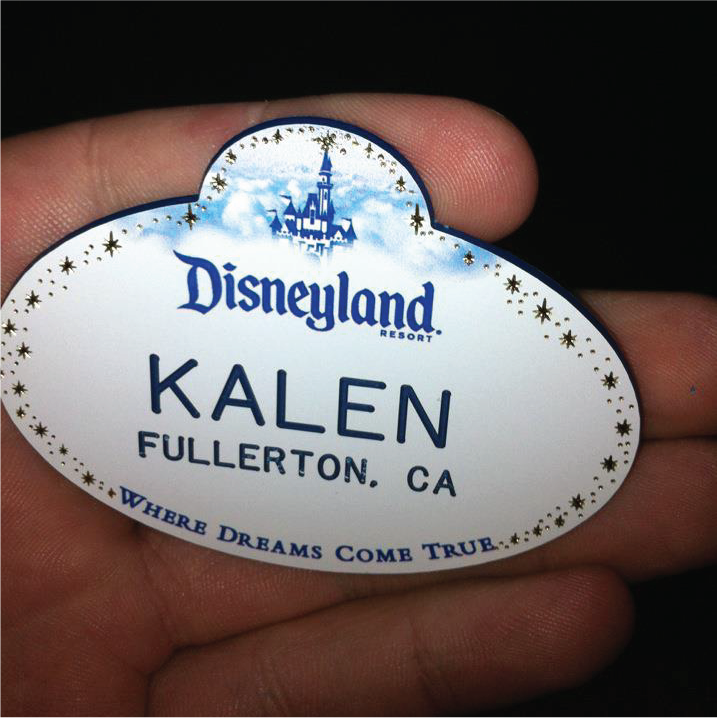 Disneyland.
RESORT
KALEN
FULLERTON, CA
WHERE DREAMS COME TRUE